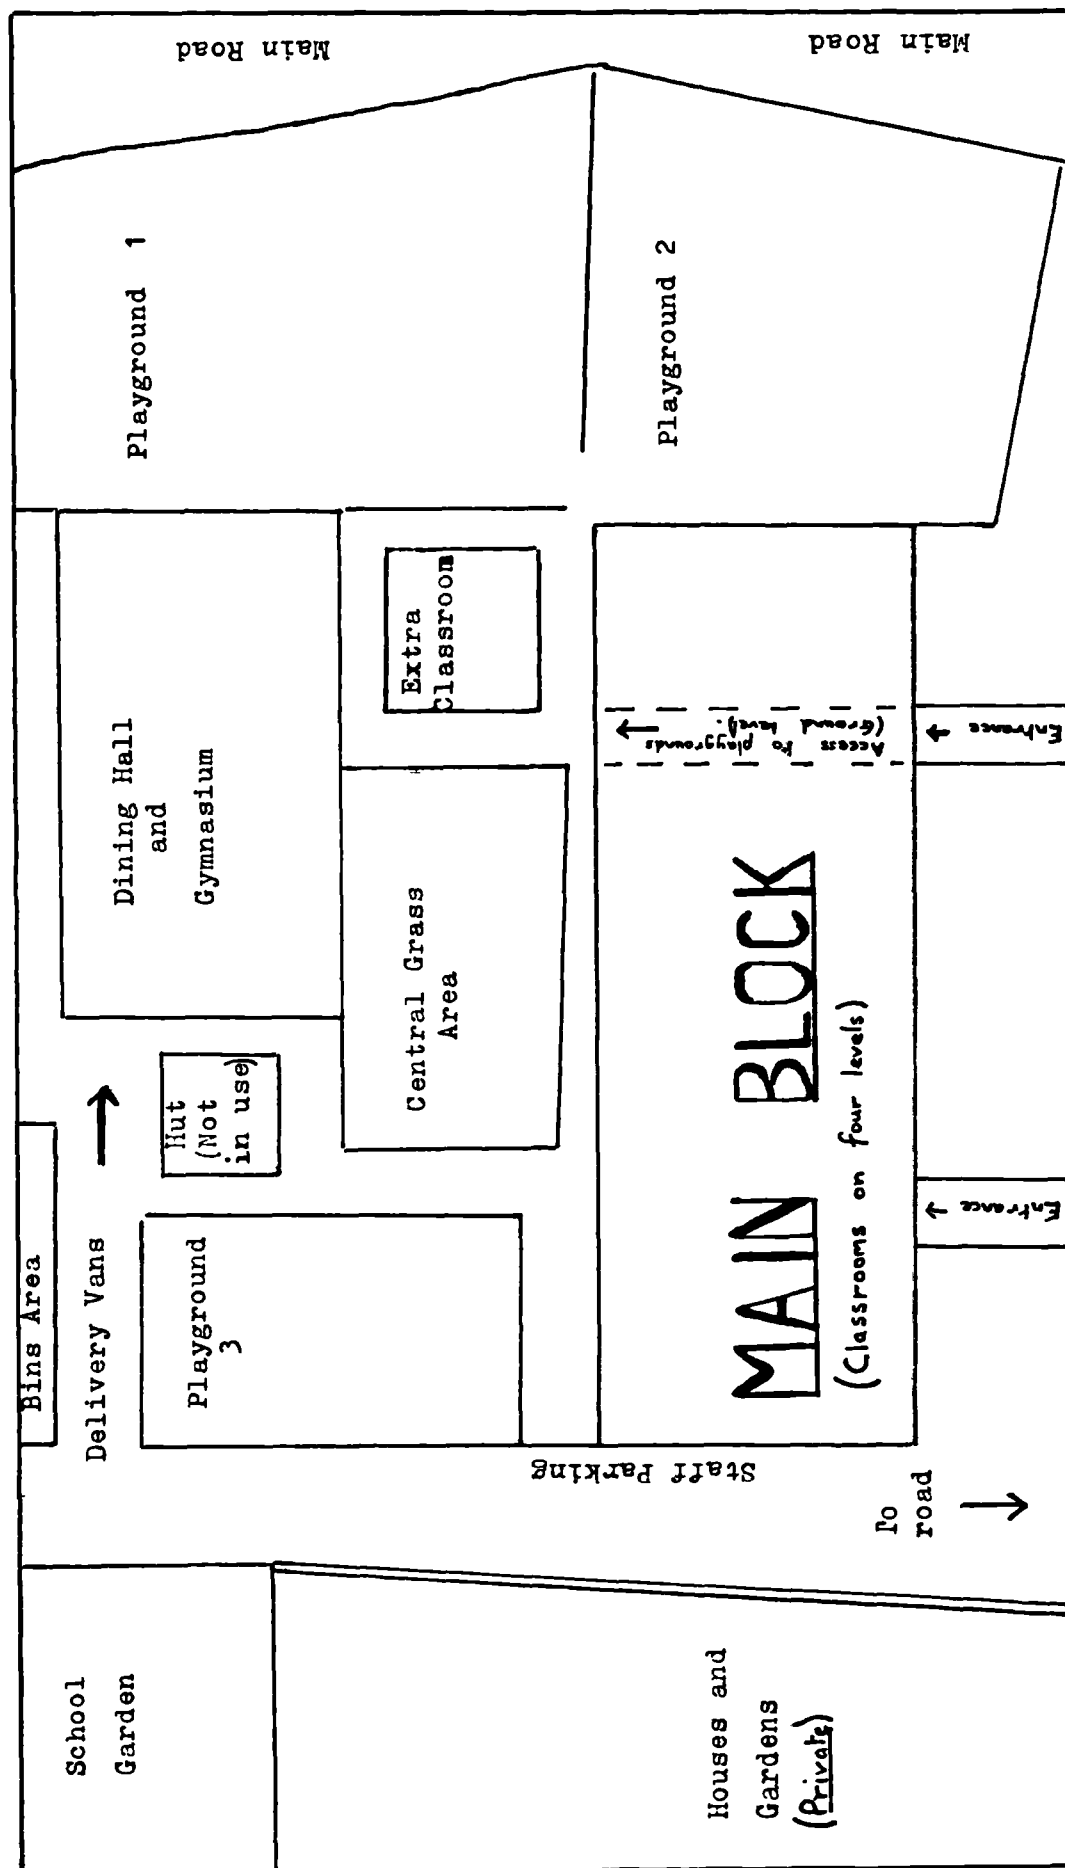 School
Garden
Bins Area
Delivery Vans
Playground
3
Hut
(Not
in use)
Dining Hall
and
Gymnasium
Playground 1
Main Road
Central Grass
Area
Extra
Classroom
Playground 2
Main Road
Staff Parking
Access to playgrounds
(Ground level).
MAIN BLOCK
(Classrooms on four levels)
To
road
Houses and
Gardens
(Private)
Entrance
Entrance